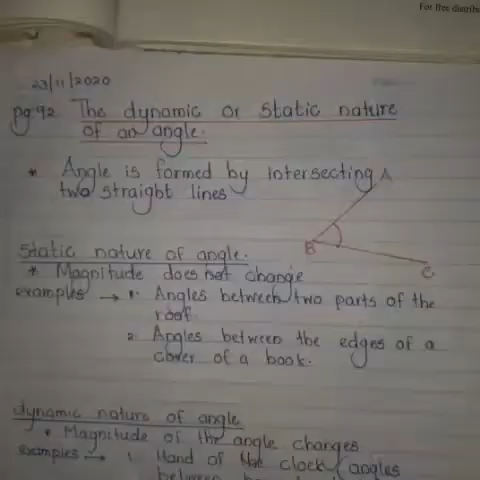 For free distribu
23/11/2020
pg:92 The dynamic or static nature
of an angle.
* Angle is formed by intersecting
two straight lines
A
B
C
Static nature of angle.
* Magnitude does not change
examples → 1. Angles between two parts of the
roof.
2. Angles between the edges of a
cover of a book.
dynamic nature of angle
* Magnitude of the angle changes
examples → 1. Hand of the clock (angles
between